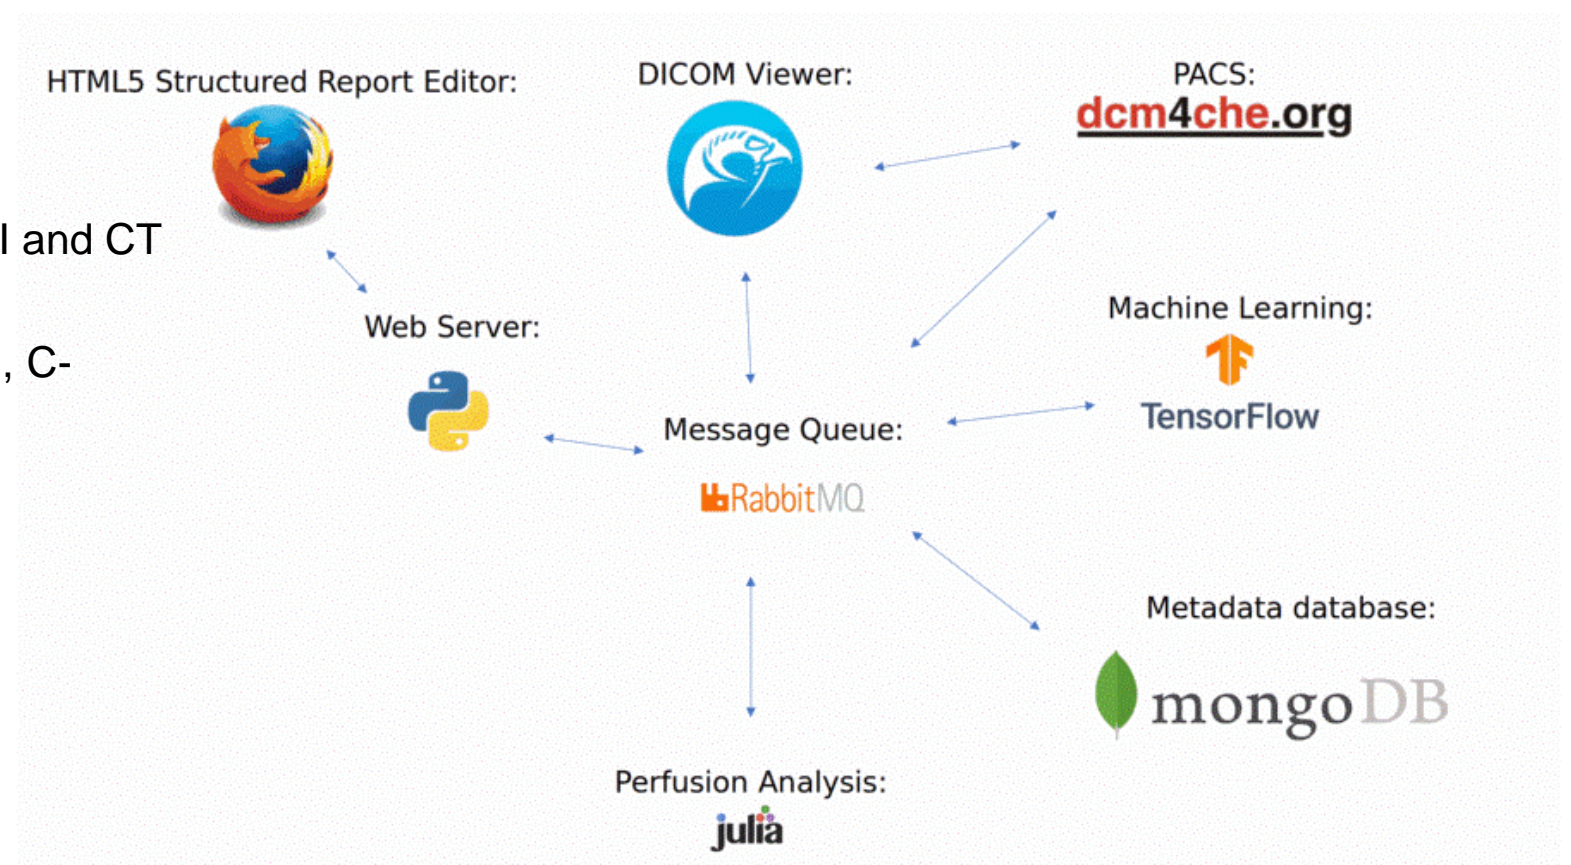 HTML5 Structured Report Editor:
DICOM Viewer:
PACS:
dcm4che.org
I and CT
Web Server:
Machine Learning:
TensorFlow
, C-
Message Queue:
RabbitMQ
Metadata database:
mongoDB
Perfusion Analysis:
julia